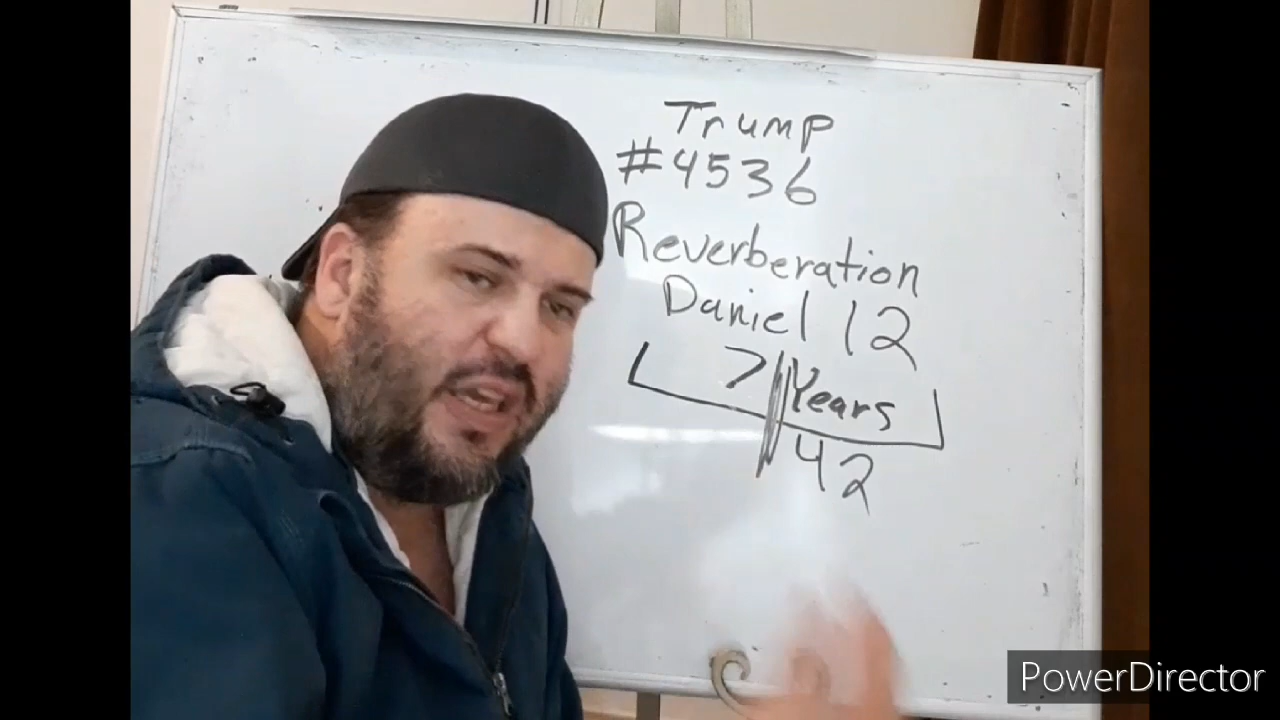 Trump
#4536
Reverberation
Daniel 12
7 Years
42
PowerDirector